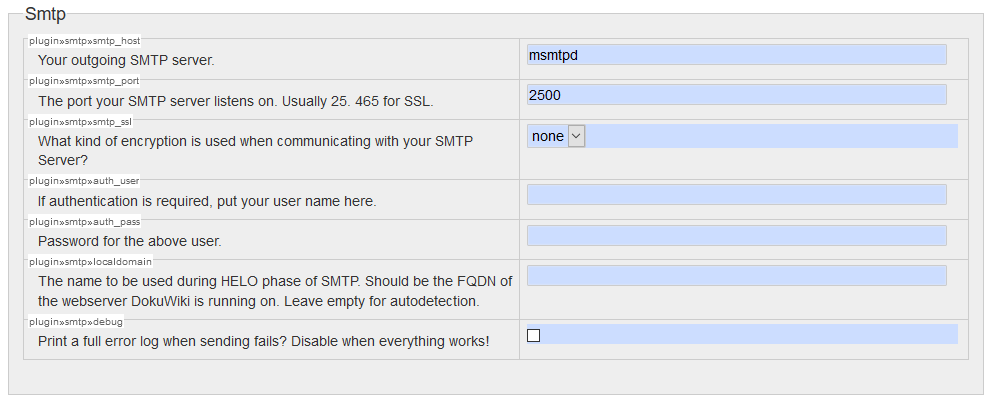 Smtp
plugin»smtp»smtp_host
Your outgoing SMTP server.
msmtpd
plugin»smtp»smtp_port
The port your SMTP server listens on. Usually 25. 465 for SSL.
2500
plugin»smtp»smtp_ssl
What kind of encryption is used when communicating with your SMTP
Server?
none
plugin»smtp»auth_user
If authentication is required, put your user name here.
plugin»smtp»auth_pass
Password for the above user.
plugin»smtp»localdomain
The name to be used during HELO phase of SMTP. Should be the FQDN of
the webserver DokuWiki is running on. Leave empty for autodetection.
plugin»smtp»debug
Print a full error log when sending fails? Disable when everything works!